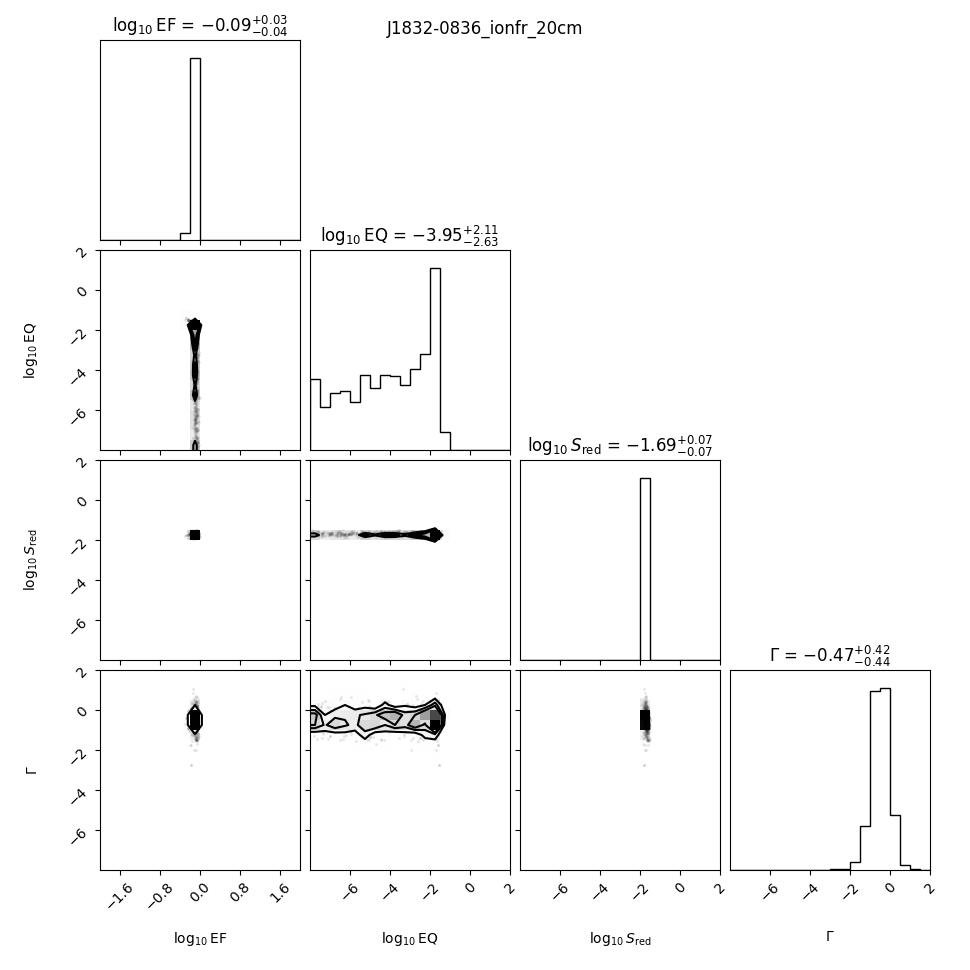 J1832-0836_ionfr_20cm
log₁₀ EF = −0.09⁺⁰·⁰³₋₀.₀₄
log₁₀ EQ = −3.95⁺²·¹¹₋₂.₆₃
2
0
−2
−4
−6
log₁₀ EQ
log₁₀ S_red = −1.69⁺⁰·⁰⁷₋₀.₀₇
2
0
−2
−4
−6
log₁₀ S_red
Γ = −0.47⁺⁰·⁴²₋₀.₄₄
2
0
−2
−4
−6
Γ
−1.6 −0.8 0.0 0.8 1.6
−6 −4 −2 0 2
−6 −4 −2 0 2
−6 −4 −2 0 2
log₁₀ EF
log₁₀ EQ
log₁₀ S_red
Γ